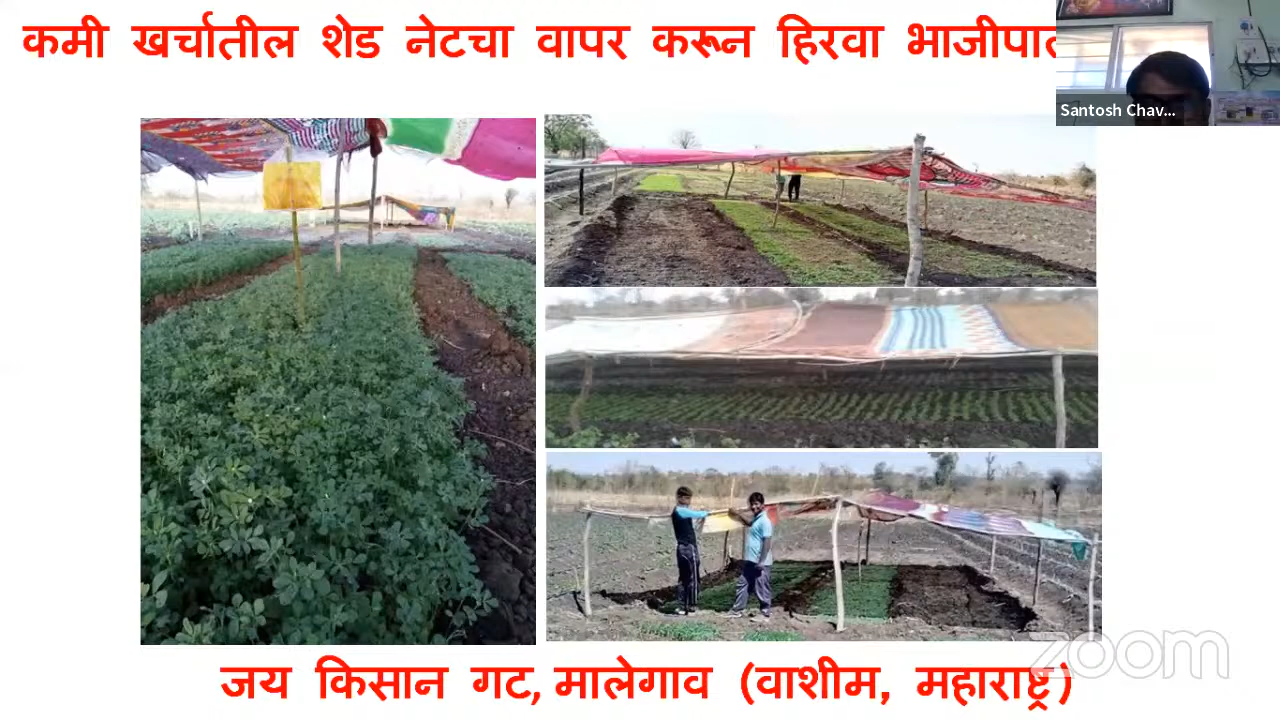 कमी खर्चातील शेड नेटचा वापर करून हिरवा
Santosh Chav...
जय किसान गट, मालेगाव (वाशीम, महाराष्ट्र)
zoom